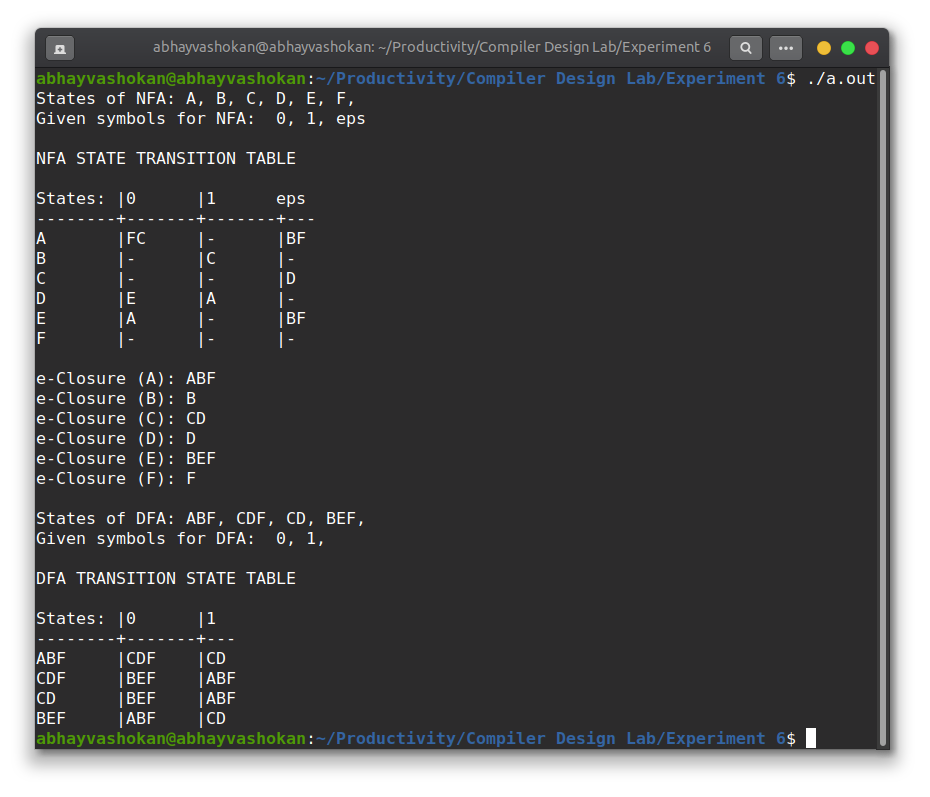 abhayvashokan@abhayvashokan: ~/Productivity/Compiler Design Lab/Experiment 6
abhayvashokan@abhayvashokan:~/Productivity/Compiler Design Lab/Experiment 6$ ./a.out
States of NFA: A, B, C, D, E, F,
Given symbols for NFA:  0, 1, eps
NFA STATE TRANSITION TABLE
States: |0      |1      eps
--------+-------+-------+---
A       |FC     |-      |BF
B       |-      |C      |-
C       |-      |-      |D
D       |E      |A      |-
E       |A      |-      |BF
F       |-      |-      |-
e-Closure (A): ABF
e-Closure (B): B
e-Closure (C): CD
e-Closure (D): D
e-Closure (E): BEF
e-Closure (F): F
States of DFA: ABF, CDF, CD, BEF,
Given symbols for DFA:  0, 1,
DFA TRANSITION STATE TABLE
States: |0      |1
--------+-------+---
ABF     |CDF    |CD
CDF     |BEF    |ABF
CD      |BEF    |ABF
BEF     |ABF    |CD
abhayvashokan@abhayvashokan:~/Productivity/Compiler Design Lab/Experiment 6$